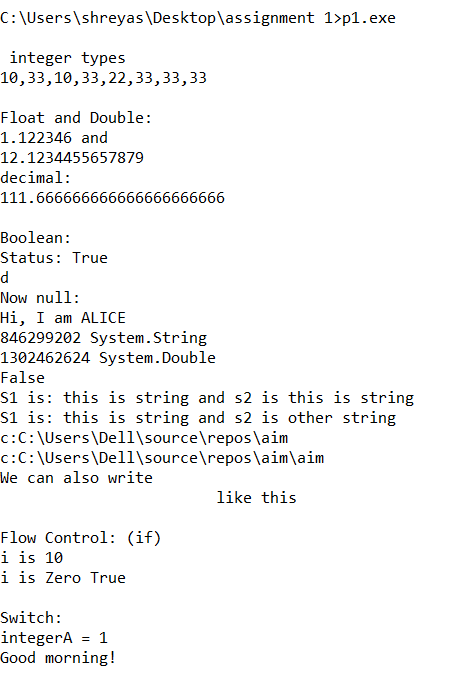 C:\Users\shreyas\Desktop\assignment 1>p1.exe
integer types
10,33,10,33,22,33,33,33
Float and Double:
1.122346 and
12.1234455657879
decimal:
111.666666666666666666666
Boolean:
Status: True
d
Now null:
Hi, I am ALICE
846299202 System.String
1302462624 System.Double
False
S1 is: this is string and s2 is this is string
S1 is: this is string and s2 is other string
c:C:\Users\Dell\source\repos\aim
c:C:\Users\Dell\source\repos\aim\aim
We can also write
like this
Flow Control: (if)
i is 10
i is Zero True
Switch:
integerA = 1
Good morning!